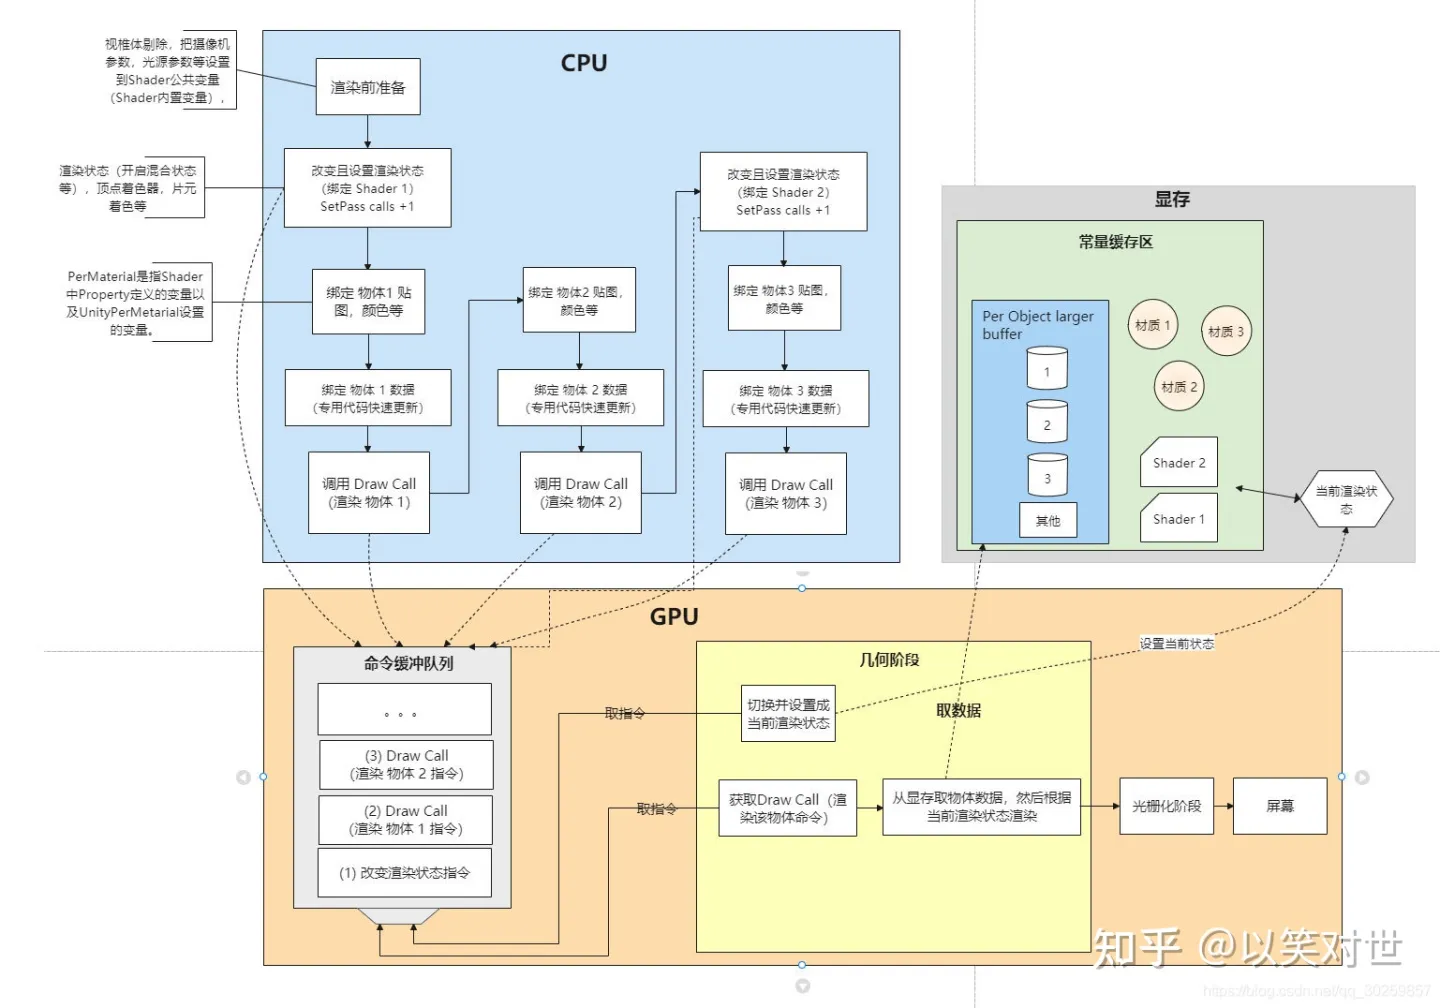 视椎体剔除，把摄像机
参数，光源参数等设置
到Shader公共变量
（Shader内置变量），
渲染状态（开启混合状态
等），顶点着色器，片元
着色等
PerMaterial是指Shader
中Property定义的变量以
及UnityPerMetarial设置
的变量。
CPU
渲染前准备
改变且设置渲染状态
（绑定 Shader 1）
SetPass calls +1
绑定 物体1 贴
图，颜色等
绑定 物体 1 数据
（专用代码快速更新）
调用 Draw Call
(渲染 物体 1)
绑定 物体2 贴图，
颜色等
绑定 物体 2 数据
（专用代码快速更新）
调用 Draw Call
(渲染 物体 2)
改变且设置渲染状态
（绑定 Shader 2）
SetPass calls +1
绑定 物体3 贴图，
颜色等
绑定 物体 3 数据
（专用代码快速更新）
调用 Draw Call
(渲染 物体 3)
显存
常量缓存区
Per Object larger
buffer
1
2
3
其他
材质 1
材质 3
材质 2
Shader 2
Shader 1
当前渲染状
态
GPU
命令缓冲队列
。。。
(3) Draw Call
(渲染 物体 2 指令)
(2) Draw Call
(渲染 物体 1 指令)
(1) 改变渲染状态指令
取指令
取指令
几何阶段
切换并设置成
当前渲染状态
取数据
设置当前状态
获取Draw Call（渲
染该物体命令）
从显存取物体数据，然后根据
当前渲染状态渲染
光栅化阶段
屏幕
知乎 @以笑对世
https://blog.csdn.net/qq_30259857